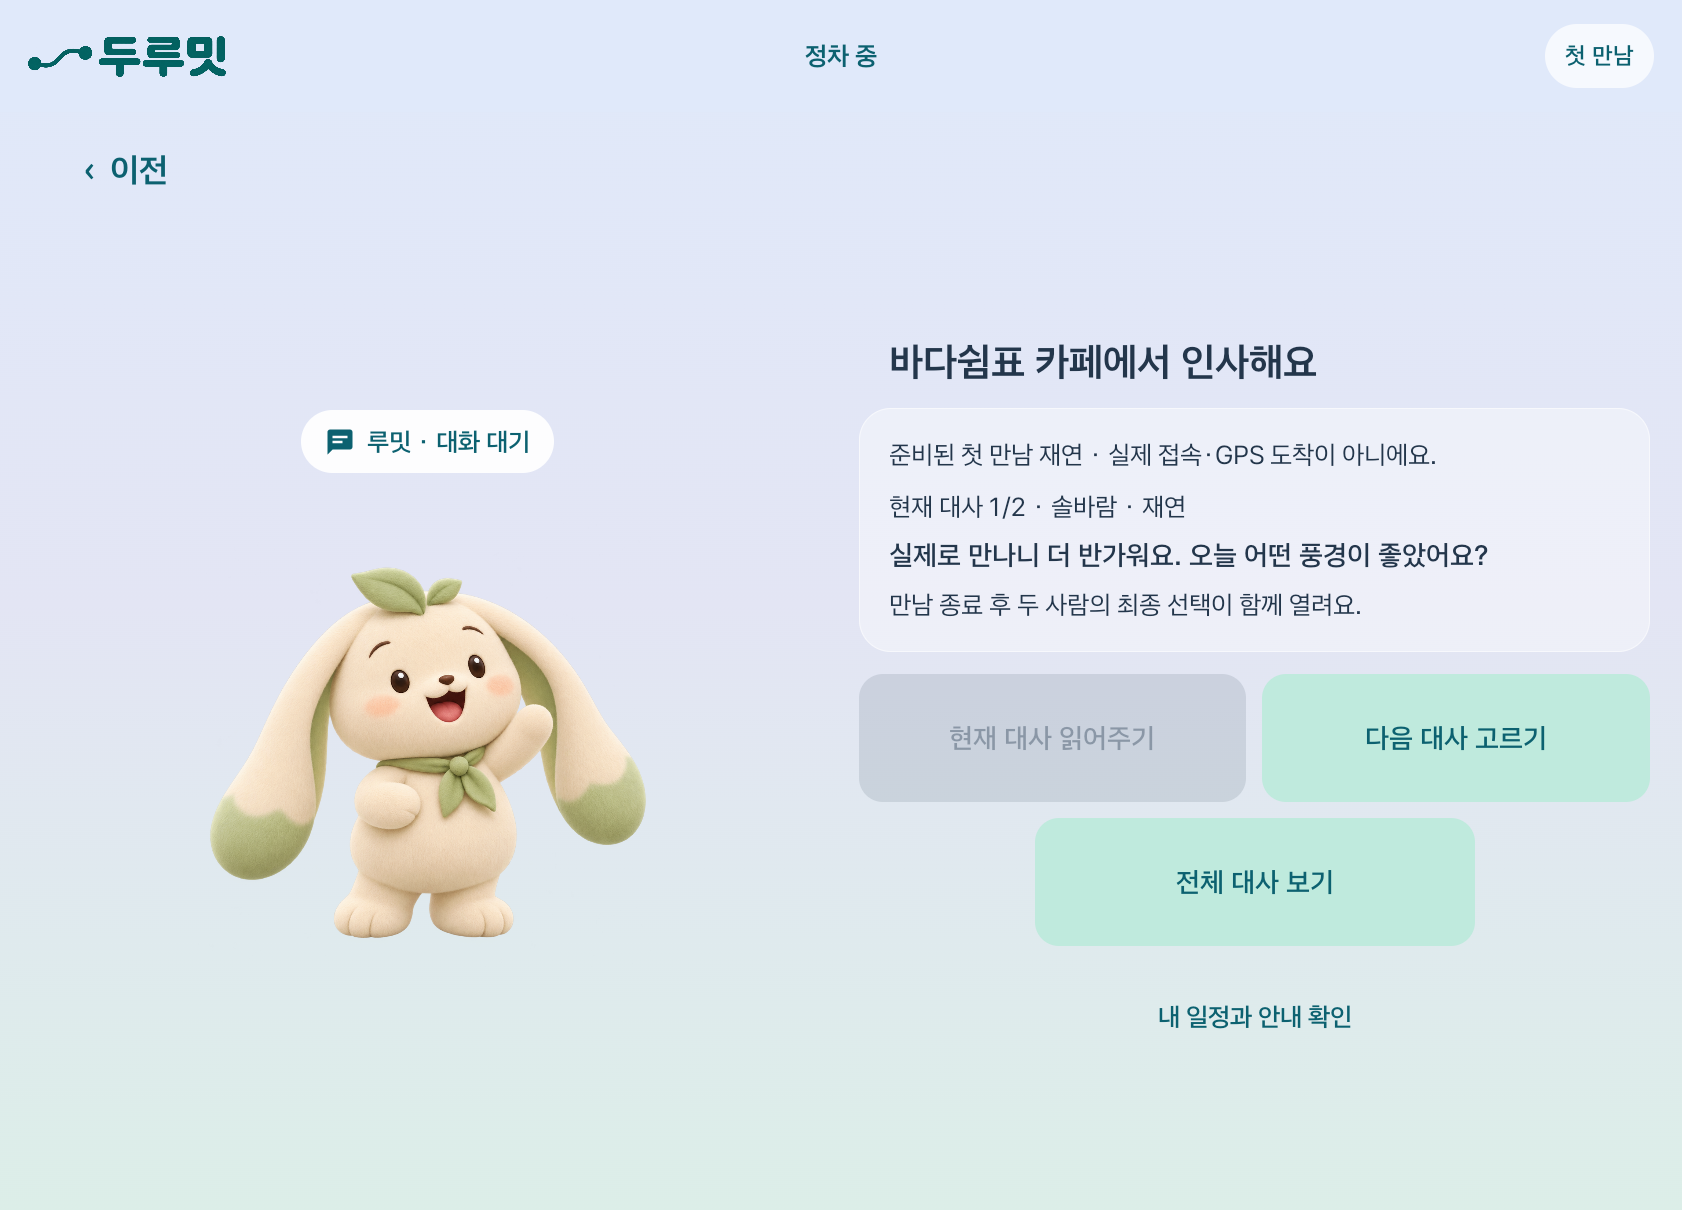 두루밋
정차 중
첫 만남
‹ 이전
루밋 · 대화 대기
바다쉼표 카페에서 인사해요
준비된 첫 만남 재연 · 실제 접속·GPS 도착이 아니에요.
현재 대사 1/2 · 솔바람 · 재연
실제로 만나니 더 반가워요. 오늘 어떤 풍경이 좋았어요?
만남 종료 후 두 사람의 최종 선택이 함께 열려요.
현재 대사 읽어주기
다음 대사 고르기
전체 대사 보기
내 일정과 안내 확인